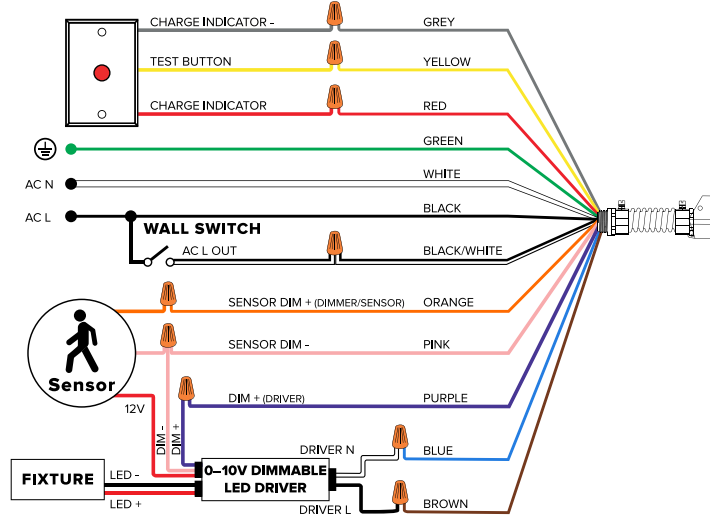 CHARGE INDICATOR - GREY
TEST BUTTON YELLOW
CHARGE INDICATOR RED
GREEN
AC N WHITE
AC L BLACK
WALL SWITCH
AC L OUT BLACK/WHITE
SENSOR DIM + (DIMMER/SENSOR) ORANGE
SENSOR DIM - PINK
Sensor
12V
DIM + (DRIVER) PURPLE
DIM -
DIM +
DRIVER N BLUE
FIXTURE
LED -
LED +
0–10V DIMMABLE
LED DRIVER
DRIVER L BROWN